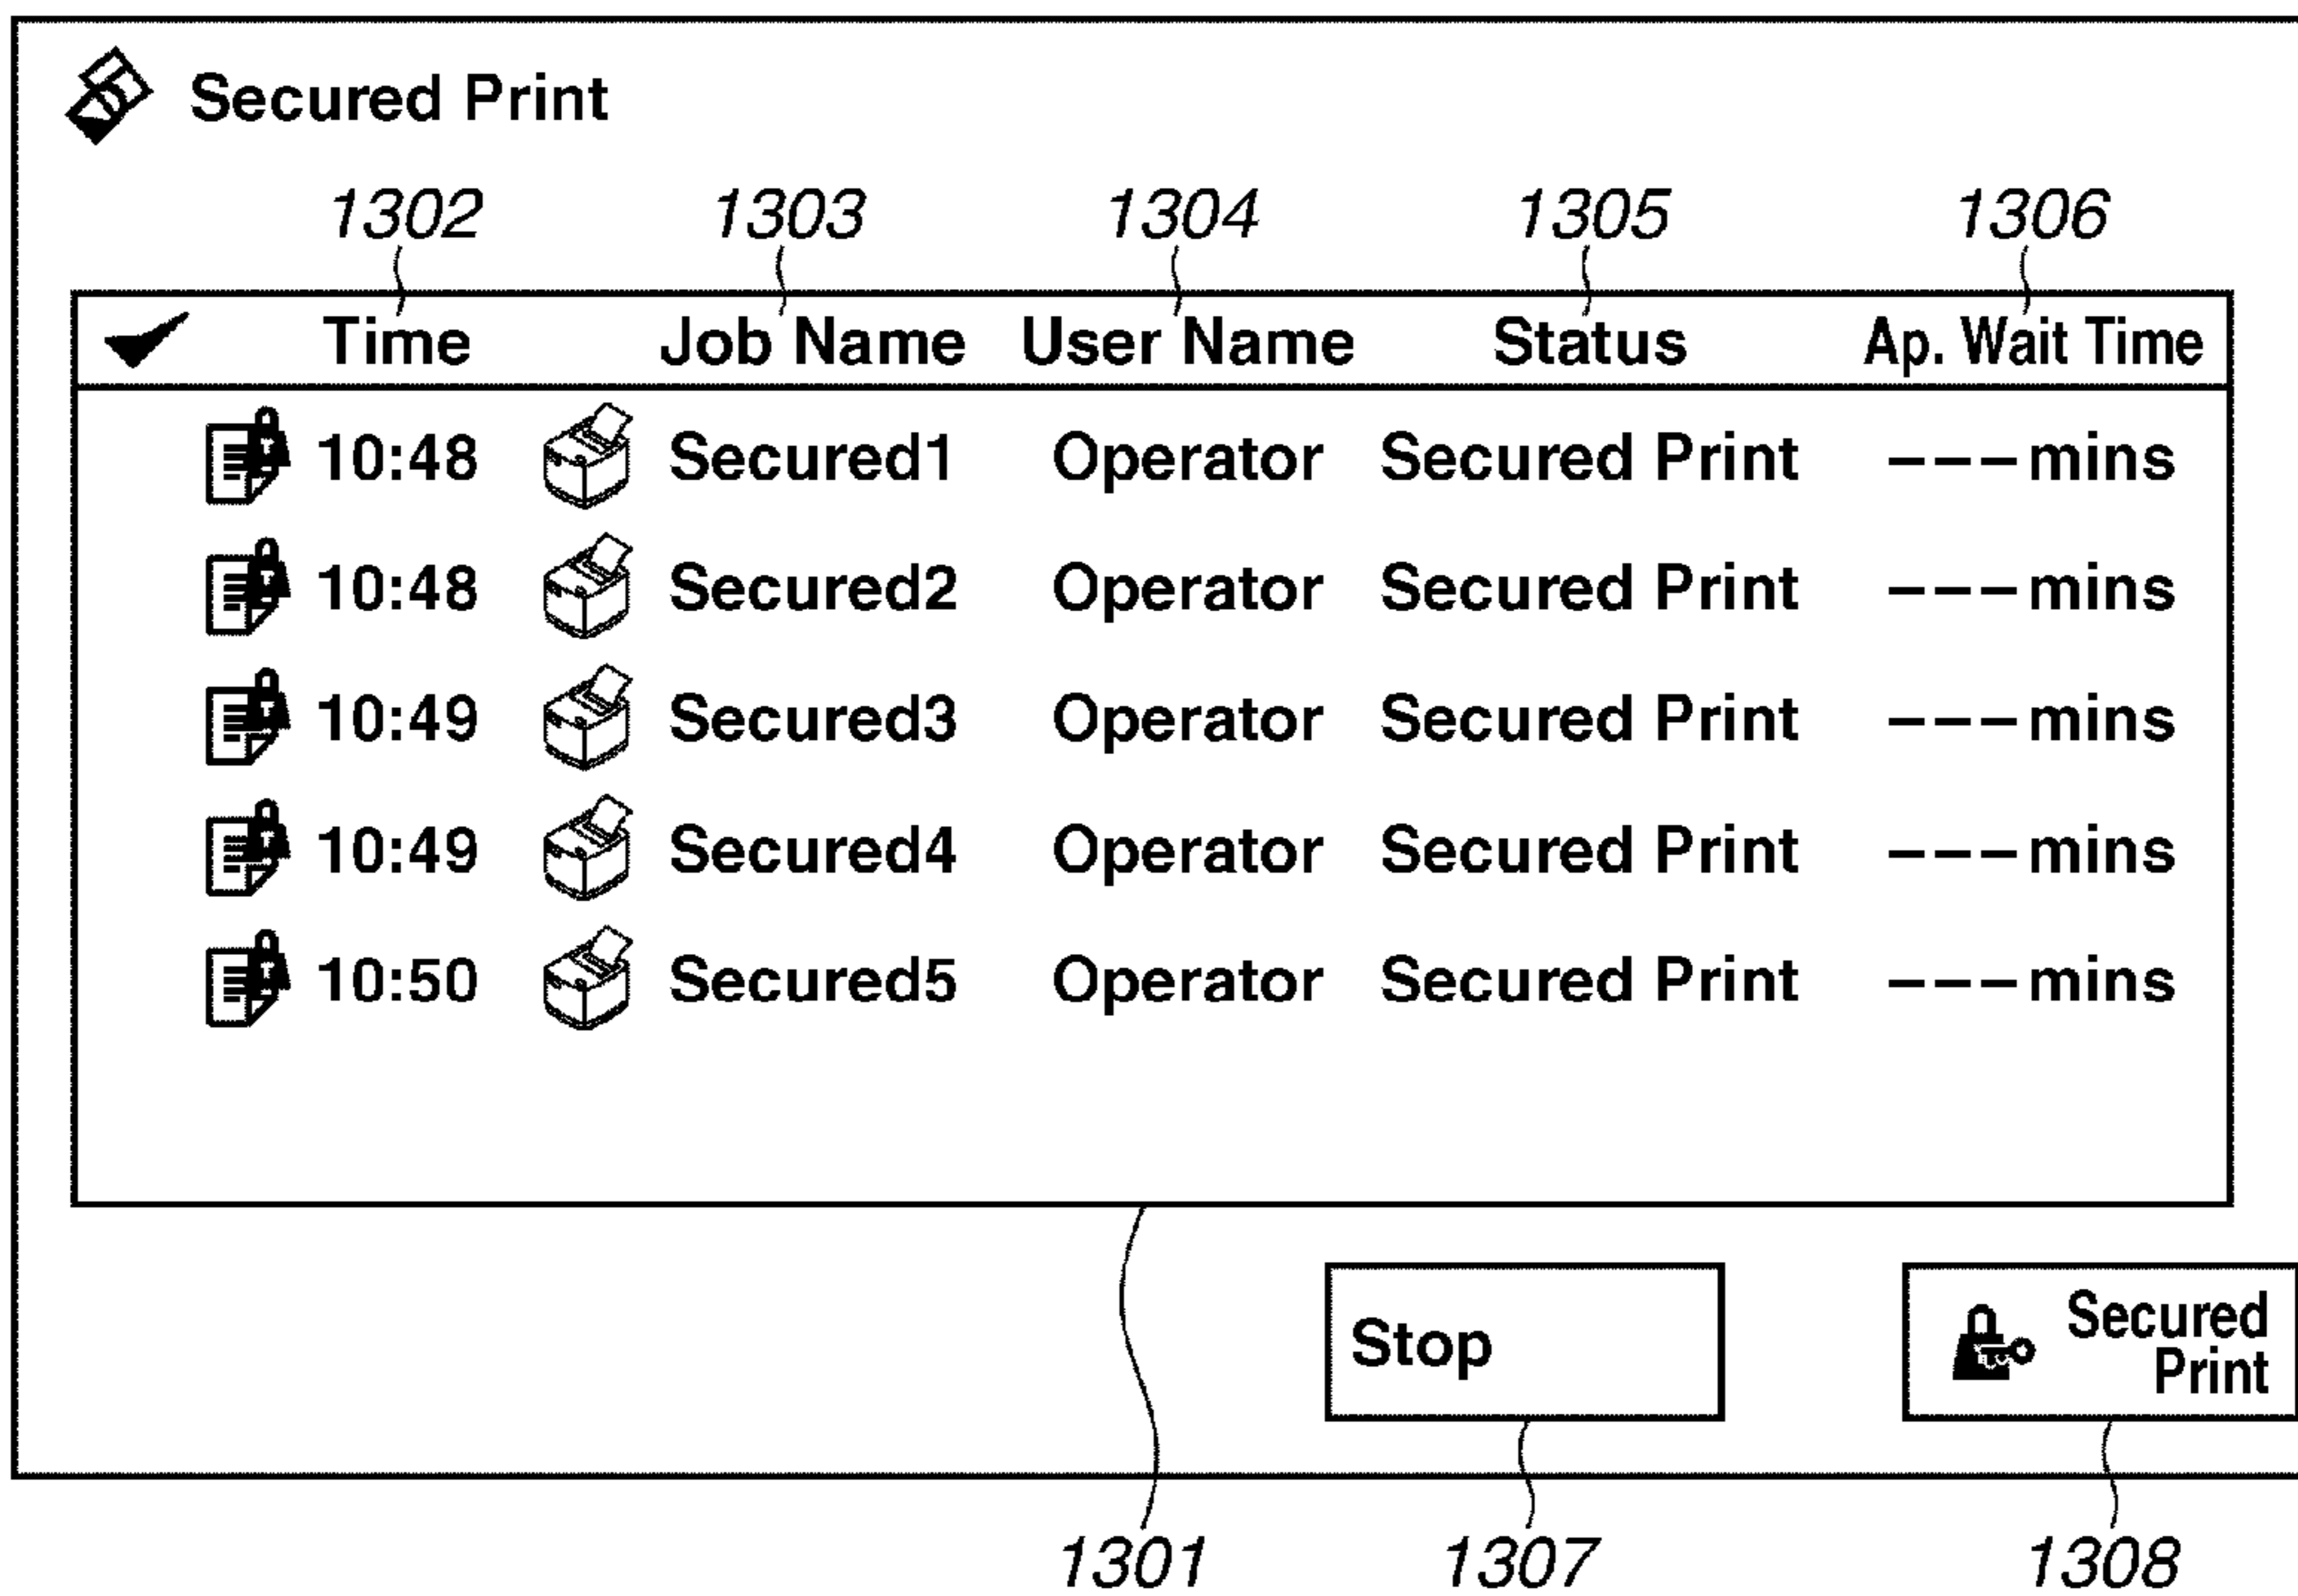 Secured Print
1302 1303 1304 1305 1306
Time Job Name User Name Status Ap. Wait Time
10:48 Secured1 Operator Secured Print ---mins
10:48 Secured2 Operator Secured Print ---mins
10:49 Secured3 Operator Secured Print ---mins
10:49 Secured4 Operator Secured Print ---mins
10:50 Secured5 Operator Secured Print ---mins
Stop
Secured
Print
1301 1307 1308